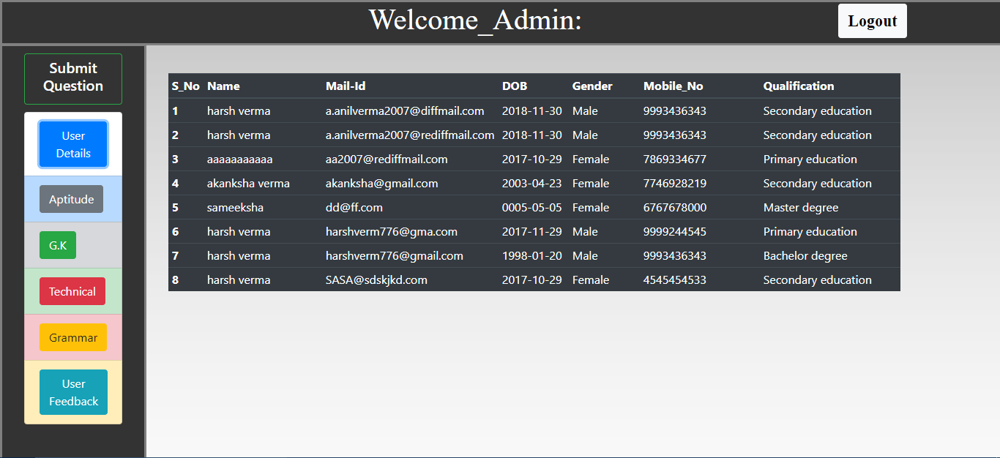 Welcome_Admin:
Logout
Submit
Question
User
Details
Aptitude
G.K
Technical
Grammar
User
Feedback
S_No Name Mail-Id DOB Gender Mobile_No Qualification
1 harsh verma a.anilverma2007@diffmail.com 2018-11-30 Male 9993436343 Secondary education
2 harsh verma a.anilverma2007@rediffmail.com 2018-11-30 Male 9993436343 Secondary education
3 aaaaaaaaaaa aa2007@rediffmail.com 2017-10-29 Female 7869334677 Primary education
4 akanksha verma akanksha@gmail.com 2003-04-23 Female 7746928219 Secondary education
5 sameeksha dd@ff.com 0005-05-05 Female 6767678000 Master degree
6 harsh verma harshverm776@gma.com 2017-11-29 Male 9999244545 Primary education
7 harsh verma harshverm776@gmail.com 1998-01-20 Male 9993436343 Bachelor degree
8 harsh verma SASA@sdskjkd.com 2017-10-29 Female 4545454533 Secondary education